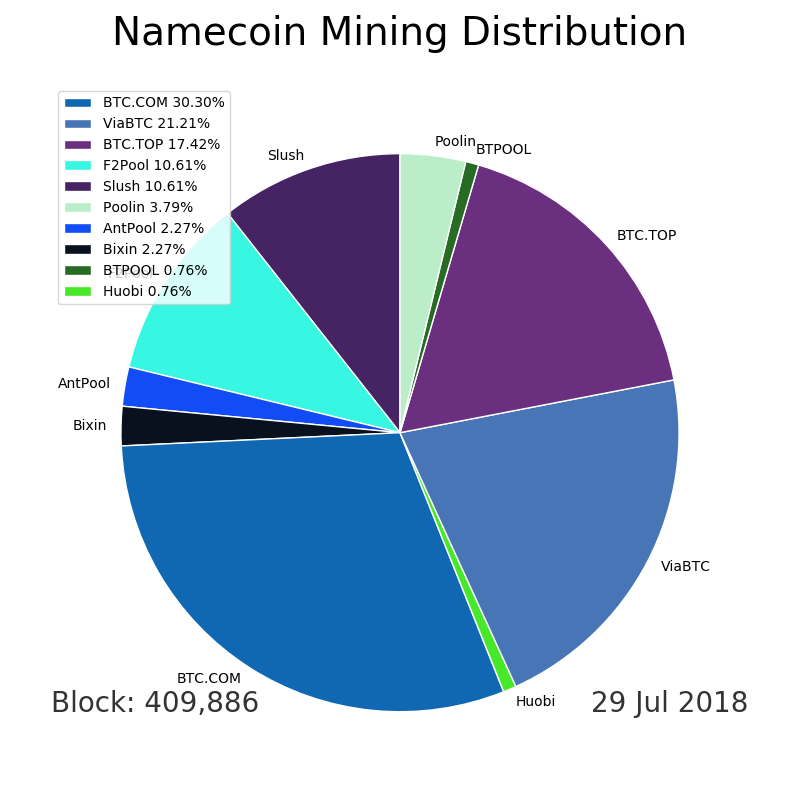 Namecoin Mining Distribution
BTC.COM 30.30%
ViaBTC 21.21%
BTC.TOP 17.42%
F2Pool 10.61%
Slush 10.61%
Poolin 3.79%
AntPool 2.27%
Bixin 2.27%
BTPOOL 0.76%
Huobi 0.76%
Poolin
BTPOOL
Slush
BTC.TOP
F2Pool
AntPool
Bixin
ViaBTC
BTC.COM
Huobi
Block: 409,886
29 Jul 2018